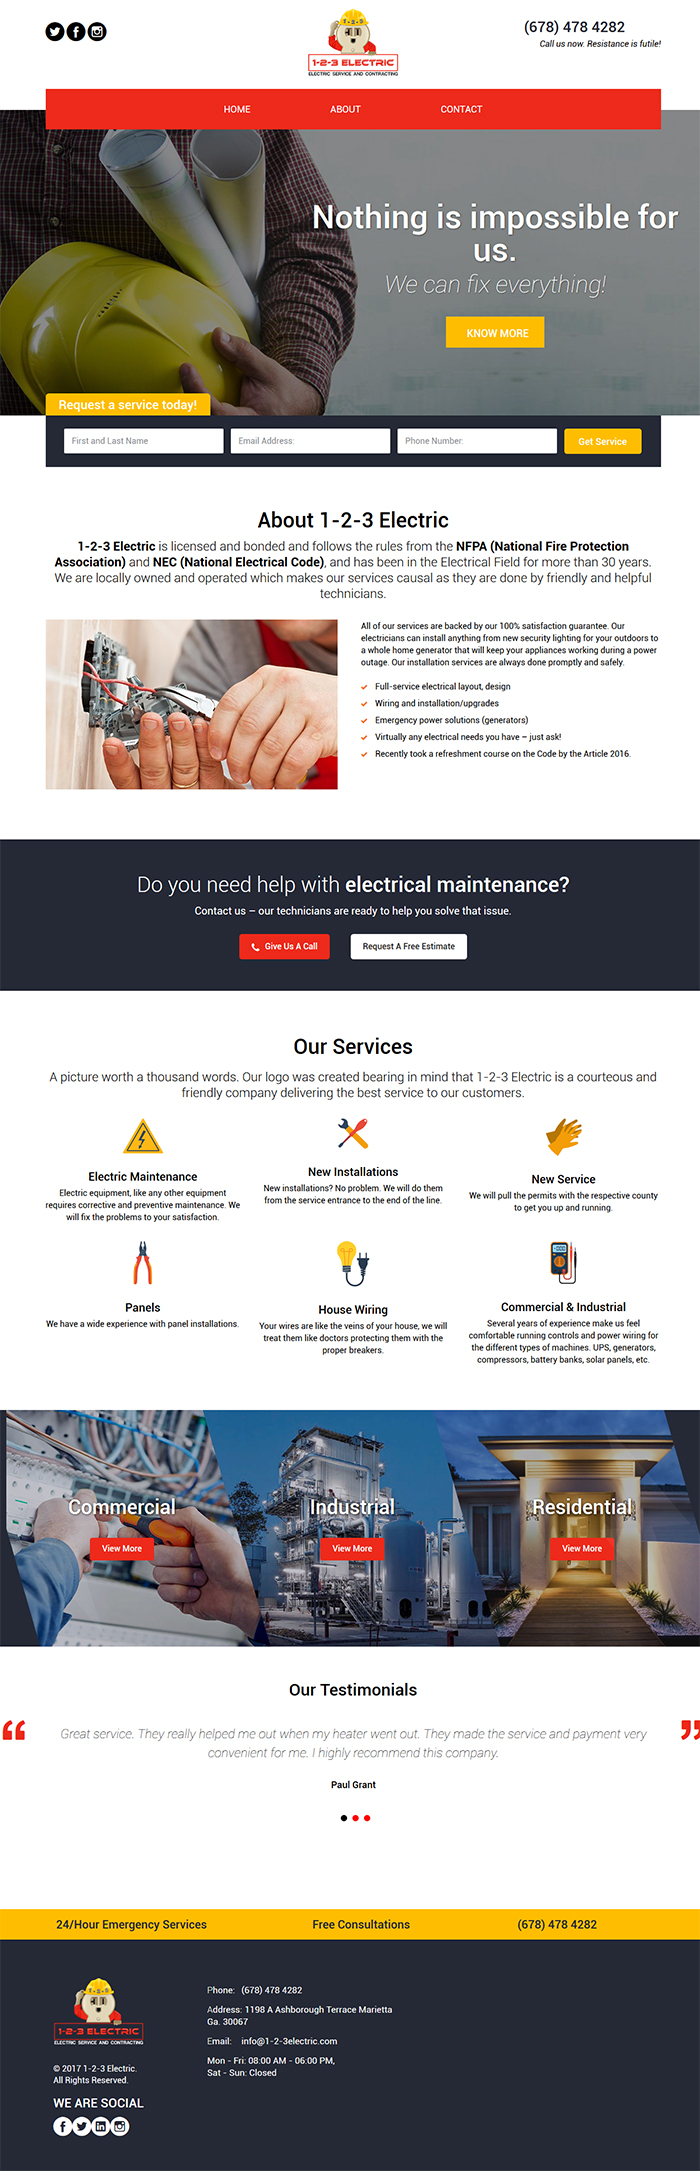 (678) 478 4282
Call us now. Resistance is futile!
1-2-3 ELECTRIC
ELECTRIC SERVICE AND CONTRACTING
HOME
ABOUT
CONTACT
Nothing is impossible for
us.
We can fix everything!
KNOW MORE
Request a service today!
First and Last Name
Email Address:
Phone Number:
Get Service
About 1-2-3 Electric
1-2-3 Electric is licensed and bonded and follows the rules from the NFPA (National Fire Protection
Association) and NEC (National Electrical Code), and has been in the Electrical Field for more than 30 years.
We are locally owned and operated which makes our services causal as they are done by friendly and helpful
technicians.
All of our services are backed by our 100% satisfaction guarantee. Our
electricians can install anything from new security lighting for your outdoors to
a whole home generator that will keep your appliances working during a power
outage. Our installation services are always done promptly and safely.
Full-service electrical layout, design
Wiring and installation/upgrades
Emergency power solutions (generators)
Virtually any electrical needs you have – just ask!
Recently took a refreshment course on the Code by the Article 2016.
Do you need help with electrical maintenance?
Contact us – our technicians are ready to help you solve that issue.
Give Us A Call
Request A Free Estimate
Our Services
A picture worth a thousand words. Our logo was created bearing in mind that 1-2-3 Electric is a courteous and
friendly company delivering the best service to our customers.
Electric Maintenance
Electric equipment, like any other equipment
requires corrective and preventive maintenance. We
will fix the problems to your satisfaction.
New Installations
New installations? No problem. We will do them
from the service entrance to the end of the line.
New Service
We will pull the permits with the respective county
to get you up and running.
Panels
We have a wide experience with panel installations.
House Wiring
Your wires are like the veins of your house, we will
treat them like doctors protecting them with the
proper breakers.
Commercial & Industrial
Several years of experience make us feel
comfortable running controls and power wiring for
the different types of machines. UPS, generators,
compressors, battery banks, solar panels, etc.
Commercial
View More
Industrial
View More
Residential
View More
Our Testimonials
Great service. They really helped me out when my heater went out. They made the service and payment very
convenient for me. I highly recommend this company.
Paul Grant
24/Hour Emergency Services
Free Consultations
(678) 478 4282
1-2-3 ELECTRIC
ELECTRIC SERVICE AND CONTRACTING
© 2017 1-2-3 Electric.
All Rights Reserved.
WE ARE SOCIAL
Phone: (678) 478 4282
Address: 1198 A Ashborough Terrace Marietta
Ga. 30067
Email: info@1-2-3electric.com
Mon - Fri: 08:00 AM - 06:00 PM,
Sat - Sun: Closed